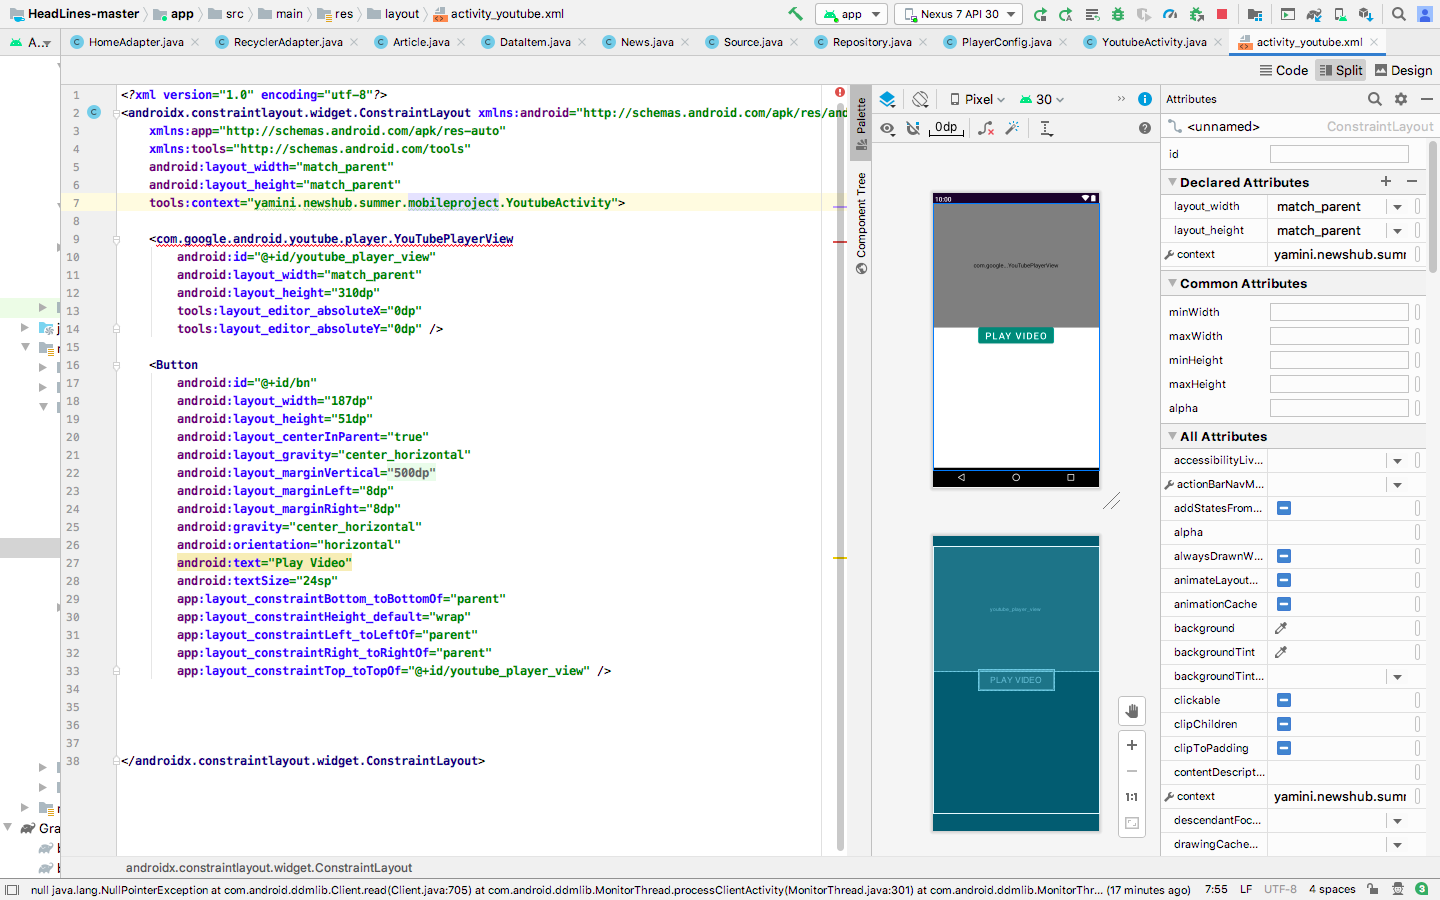 HeadLines-master
app
src
main
res
layout
activity_youtube.xml
app
Nexus 7 API 30
A...
HomeAdapter.java
RecyclerAdapter.java
Article.java
DataItem.java
News.java
Source.java
Repository.java
PlayerConfig.java
YoutubeActivity.java
activity_youtube.xml
Code
Split
Design
1 <?xml version="1.0" encoding="utf-8"?>
2 <androidx.constraintlayout.widget.ConstraintLayout xmlns:android="http://schemas.android.com/apk/res/and
3 xmlns:app="http://schemas.android.com/apk/res-auto"
4 xmlns:tools="http://schemas.android.com/tools"
5 android:layout_width="match_parent"
6 android:layout_height="match_parent"
7 tools:context="yamini.newshub.summer.mobileproject.YoutubeActivity">
8
9 <com.google.android.youtube.player.YouTubePlayerView
10 android:id="@+id/youtube_player_view"
11 android:layout_width="match_parent"
12 android:layout_height="310dp"
13 tools:layout_editor_absoluteX="0dp"
14 tools:layout_editor_absoluteY="0dp" />
15
16 <Button
17 android:id="@+id/bn"
18 android:layout_width="187dp"
19 android:layout_height="51dp"
20 android:layout_centerInParent="true"
21 android:layout_gravity="center_horizontal"
22 android:layout_marginVertical="500dp"
23 android:layout_marginLeft="8dp"
24 android:layout_marginRight="8dp"
25 android:gravity="center_horizontal"
26 android:orientation="horizontal"
27 android:text="Play Video"
28 android:textSize="24sp"
29 app:layout_constraintBottom_toBottomOf="parent"
30 app:layout_constraintHeight_default="wrap"
31 app:layout_constraintLeft_toLeftOf="parent"
32 app:layout_constraintRight_toRightOf="parent"
33 app:layout_constraintTop_toTopOf="@+id/youtube_player_view" />
34
35
36
37
38 </androidx.constraintlayout.widget.ConstraintLayout>
Gra
androidx.constraintlayout.widget.ConstraintLayout
Palette
Component Tree
Pixel
30
0dp
10:00
com.google...YouTubePlayerView
PLAY VIDEO
youtube_player_view
PLAY VIDEO
1:1
Attributes
<unnamed>
ConstraintLayout
id
Declared Attributes
layout_width match_parent
layout_height match_parent
context yamini.newshub.sumr
Common Attributes
minWidth
maxWidth
minHeight
maxHeight
alpha
All Attributes
accessibilityLiv...
actionBarNavM...
addStatesFrom...
alpha
alwaysDrawnW...
animateLayout...
animationCache
background
backgroundTint
backgroundTint...
clickable
clipChildren
clipToPadding
contentDescript...
context yamini.newshub.sumr
descendantFoc...
drawingCache...
null java.lang.NullPointerException at com.android.ddmlib.Client.read(Client.java:705) at com.android.ddmlib.MonitorThread.processClientActivity(MonitorThread.java:301) at com.android.ddmlib.MonitorThr... (17 minutes ago)
7:55
LF
UTF-8
4 spaces
3